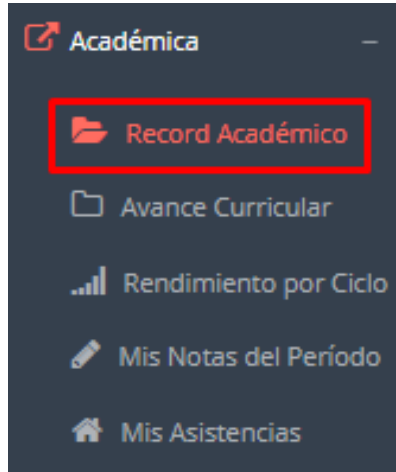 Académica
Record Académico
Avance Curricular
Rendimiento por Ciclo
Mis Notas del Período
Mis Asistencias